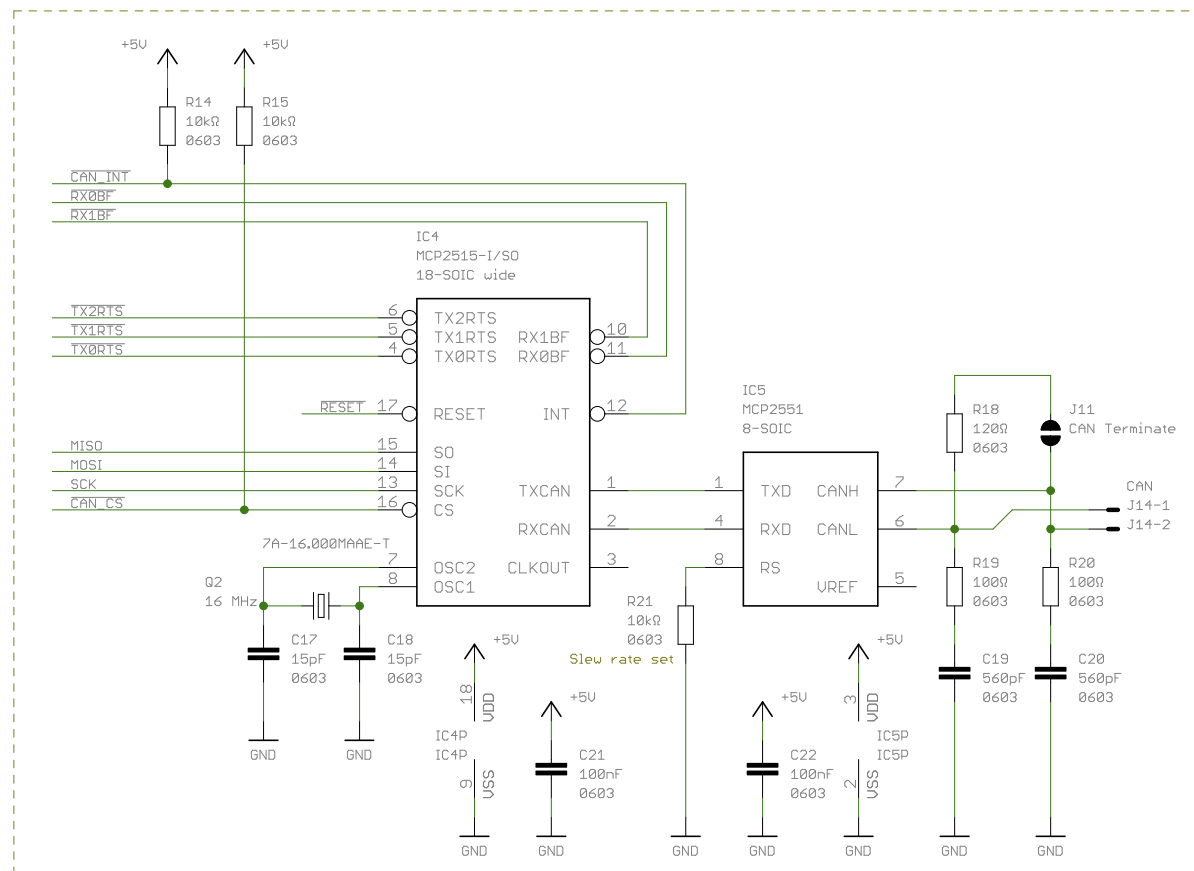 +5V
+5V
R14
10kΩ
0603
R15
10kΩ
0603
CAN_INT
RX0BF
RX1BF
IC4
MCP2515-I/SO
18-SOIC wide
TX2RTS
TX1RTS
TX0RTS
6
5
4
TX2RTS
TX1RTS
TX0RTS
RX1BF
RX0BF
10
11
RESET
17
RESET
INT
12
MISO
MOSI
SCK
CAN_CS
15
14
13
16
SO
SI
SCK
CS
TXCAN
RXCAN
1
2
7A-16.000MAAE-T
7
8
OSC2
OSC1
CLKOUT
3
Q2
16 MHz
C17
15pF
0603
C18
15pF
0603
GND
GND
IC5
MCP2551
8-SOIC
1
4
8
TXD
RXD
RS
CANH
CANL
VREF
7
6
5
R18
120Ω
0603
J11
CAN Terminate
CAN
J14-1
J14-2
R19
100Ω
0603
R20
100Ω
0603
R21
10kΩ
0603
Slew rate set
C19
560pF
0603
C20
560pF
0603
+5V
18
VDD
IC4P
IC4P
9
VSS
GND
+5V
C21
100nF
0603
GND
GND
+5V
C22
100nF
0603
GND
+5V
3
VDD
IC5P
IC5P
2
VSS
GND
GND
GND